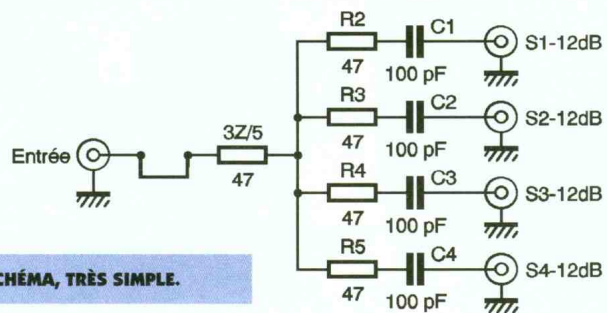 R2
C1
47
100 pF
S1-12dB
R3
C2
47
100 pF
S2-12dB
Entrée
3Z/5
47
R4
C3
47
100 pF
S3-12dB
R5
C4
47
100 pF
S4-12dB
CHÉMA, TRÈS SIMPLE.